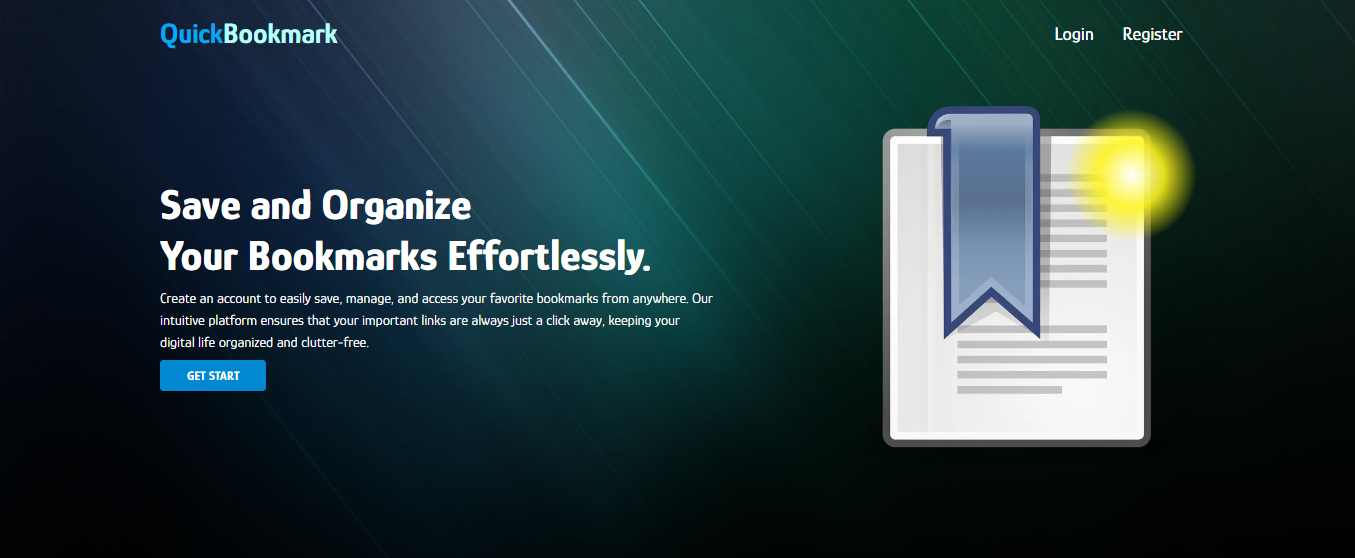 QuickBookmark
Login
Register
Save and Organize
Your Bookmarks Effortlessly.
Create an account to easily save, manage, and access your favorite bookmarks from anywhere. Our
intuitive platform ensures that your important links are always just a click away, keeping your
digital life organized and clutter-free.
GET START